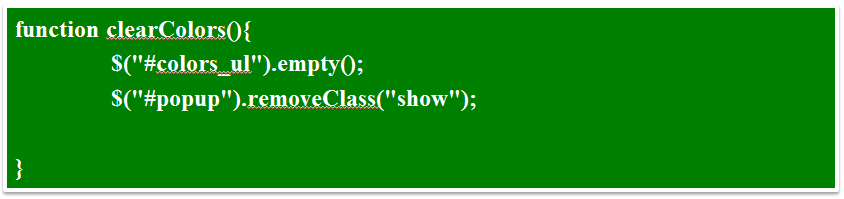 function clearColors(){
$("#colors_ul").empty();
$("#popup").removeClass("show");
}